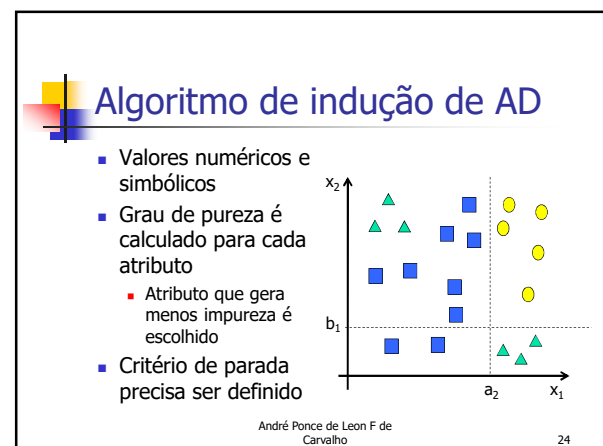 Algoritmo de indução de AD
Valores numéricos e
simbólicos
Grau de pureza é
calculado para cada
atributo
Atributo que gera
menos impureza é
escolhido
Critério de parada
precisa ser definido
x₂
b₁
a₂
x₁
André Ponce de Leon F de
Carvalho
24